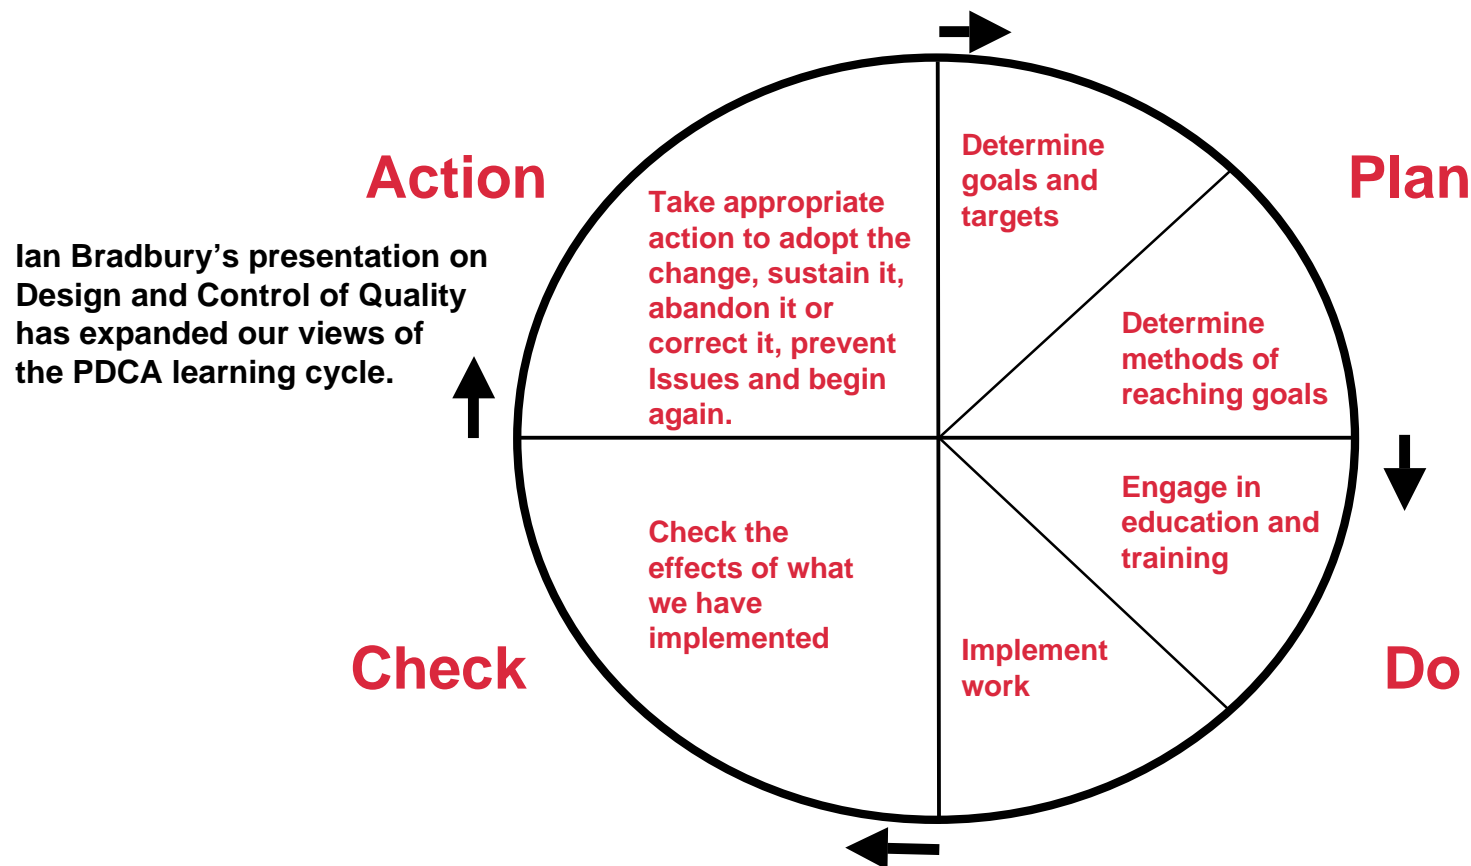 Action
Ian Bradbury’s presentation on
Design and Control of Quality
has expanded our views of
the PDCA learning cycle.
Take appropriate
action to adopt the
change, sustain it,
abandon it or
correct it, prevent
Issues and begin
again.
Determine
goals and
targets
Plan
Determine
methods of
reaching goals
Engage in
education and
training
Do
Implement
work
Check the
effects of what
we have
implemented
Check